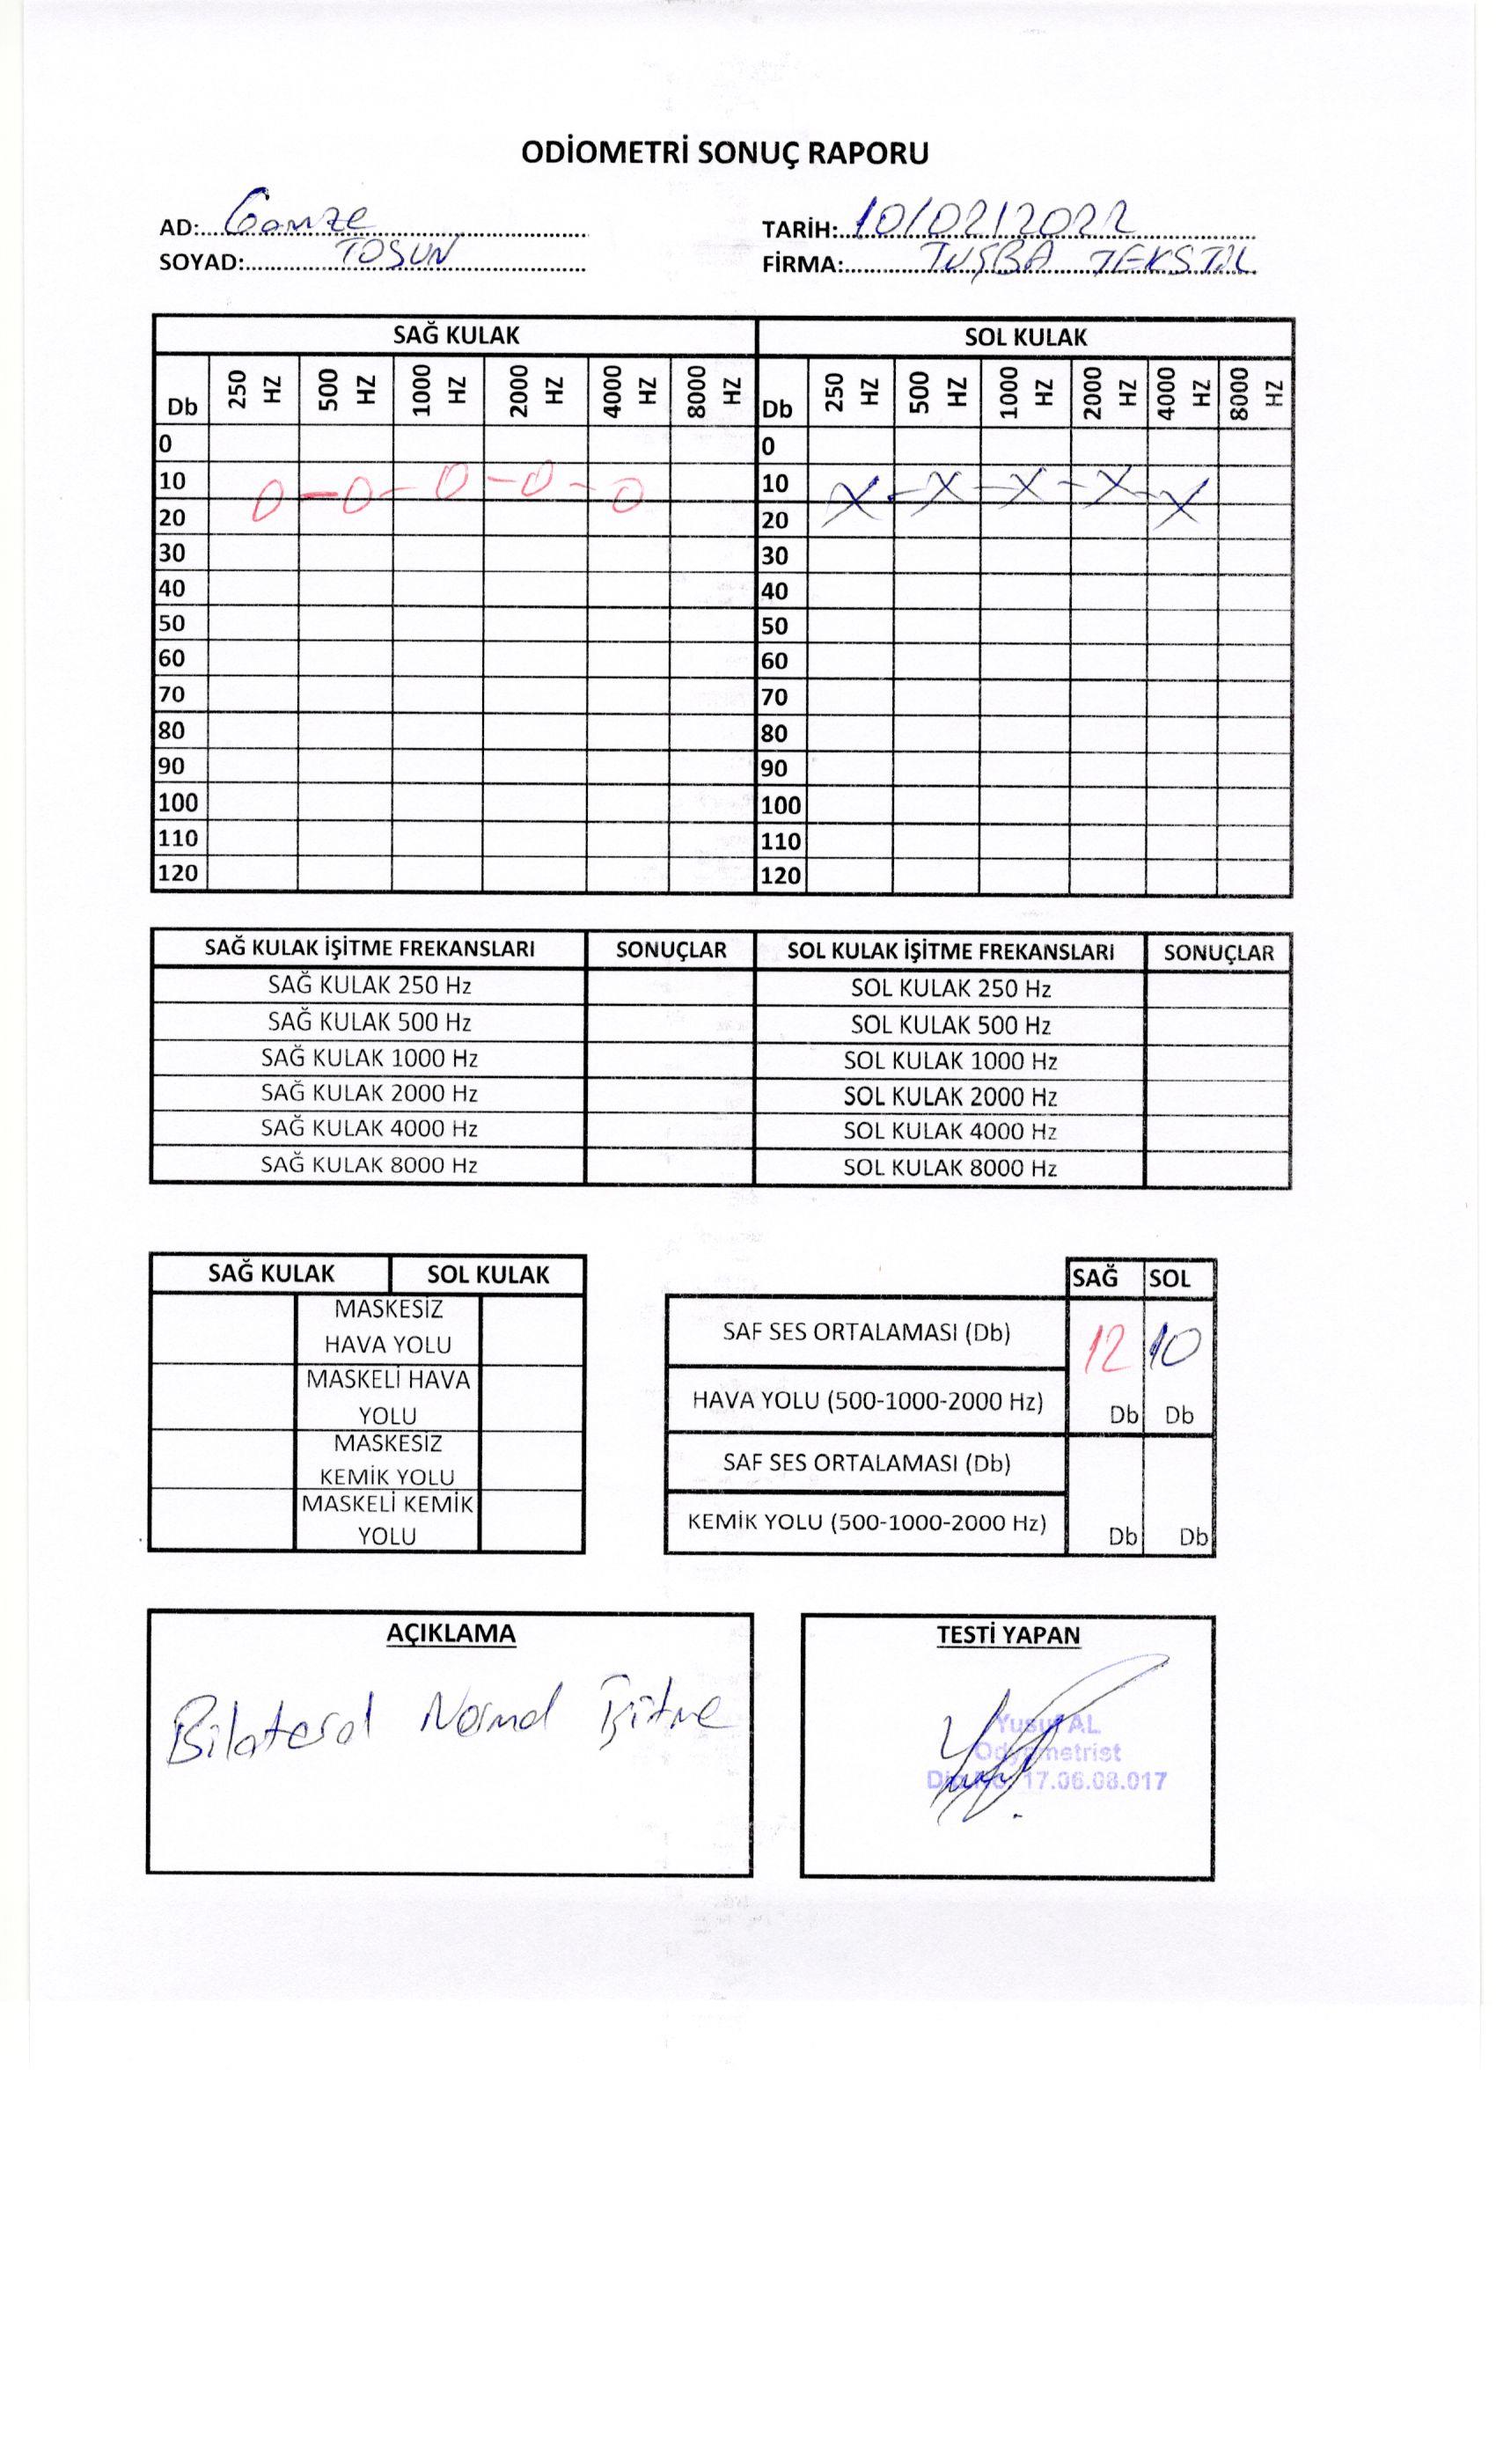 ODİOMETRİ SONUÇ RAPORU
AD: Gamze TARİH: 10/02/2022
SOYAD: TOSUN FİRMA: TUŞBA TEKSTİL
SAĞ KULAK SOL KULAK
Db 250 HZ 500 HZ 1000 HZ 2000 HZ 4000 HZ 8000 HZ Db 250 HZ 500 HZ 1000 HZ 2000 HZ 4000 HZ 8000 HZ
0 0
10 10
20 20
30 30
40 40
50 50
60 60
70 70
80 80
90 90
100 100
110 110
120 120
SAĞ KULAK İŞİTME FREKANSLARI SONUÇLAR SOL KULAK İŞİTME FREKANSLARI SONUÇLAR
SAĞ KULAK 250 Hz SOL KULAK 250 Hz
SAĞ KULAK 500 Hz SOL KULAK 500 Hz
SAĞ KULAK 1000 Hz SOL KULAK 1000 Hz
SAĞ KULAK 2000 Hz SOL KULAK 2000 Hz
SAĞ KULAK 4000 Hz SOL KULAK 4000 Hz
SAĞ KULAK 8000 Hz SOL KULAK 8000 Hz
SAĞ KULAK SOL KULAK
MASKESİZ
HAVA YOLU
MASKELİ HAVA
YOLU
MASKESİZ
KEMİK YOLU
MASKELİ KEMİK
YOLU
SAĞ SOL
SAF SES ORTALAMASI (Db) 12 10
HAVA YOLU (500-1000-2000 Hz) Db Db
SAF SES ORTALAMASI (Db)
KEMİK YOLU (500-1000-2000 Hz) Db Db
AÇIKLAMA
Bilateral Normal İşitme
TESTİ YAPAN
Yusuf AL
Odyometrist
Dip.No: 17.06.08.017